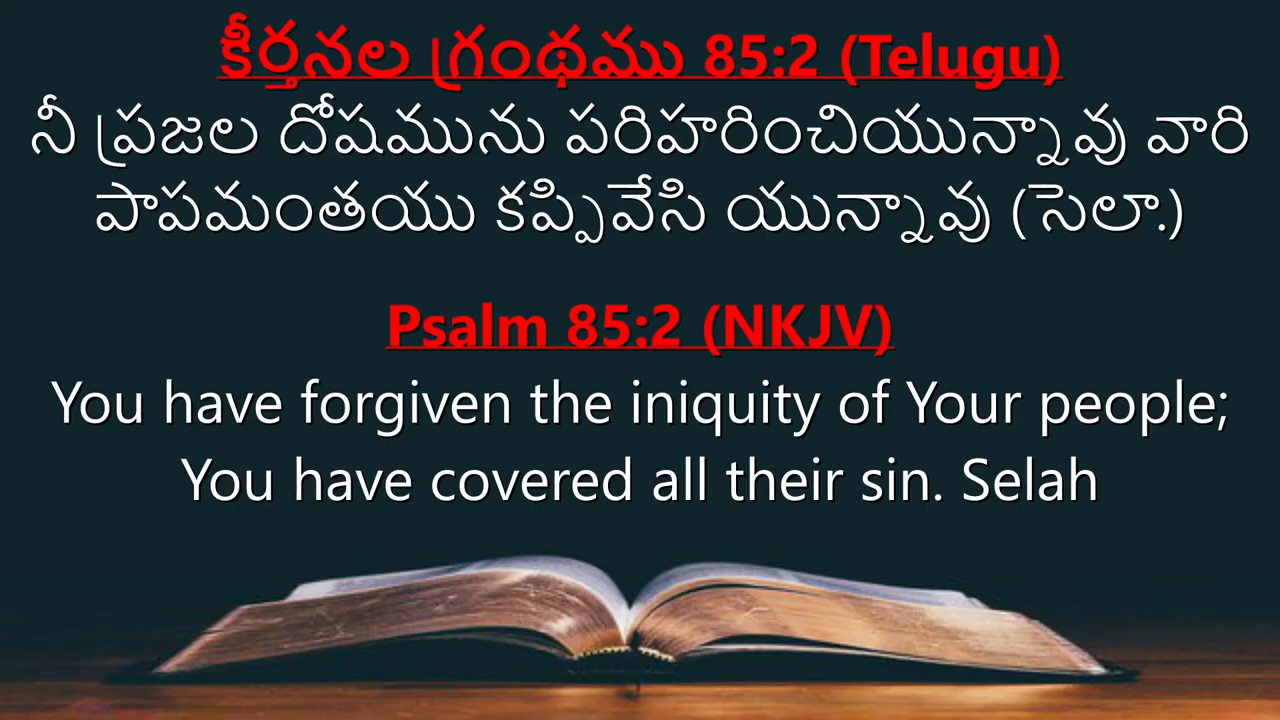 కీర్తనల గ్రంథము 85:2 (Telugu)
నీ ప్రజల దోషమును పరిహరించియున్నావు వారి
పాపమంతయు కప్పివేసి యున్నావు (సెలా.)
Psalm 85:2 (NKJV)
You have forgiven the iniquity of Your people;
You have covered all their sin. Selah